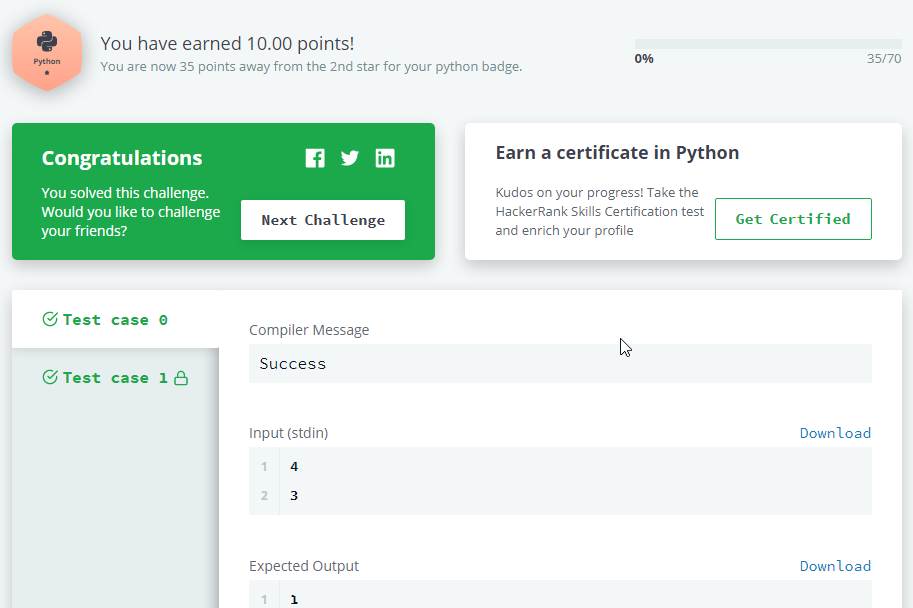 Python
You have earned 10.00 points!
You are now 35 points away from the 2nd star for your python badge.
0%
35/70
Congratulations
You solved this challenge.
Would you like to challenge
your friends?
Next Challenge
Earn a certificate in Python
Kudos on your progress! Take the
HackerRank Skills Certification test
and enrich your profile
Get Certified
Test case 0
Test case 1
Compiler Message
Success
Input (stdin)
Download
1 4
2 3
Expected Output
Download
1 1